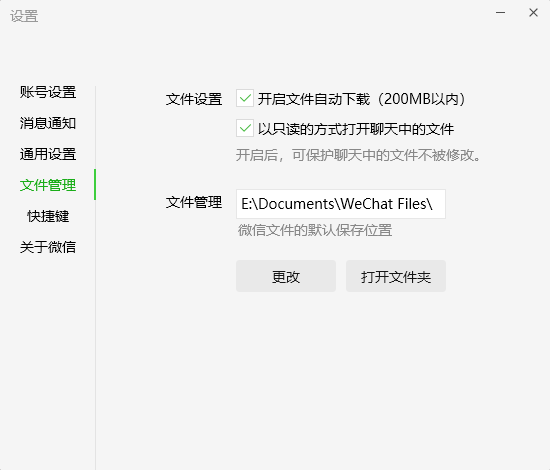 设置
账号设置
消息通知
通用设置
文件管理
快捷键
关于微信
文件设置
开启文件自动下载（200MB以内）
以只读的方式打开聊天中的文件
开启后，可保护聊天中的文件不被修改。
文件管理
E:\Documents\WeChat Files\
微信文件的默认保存位置
更改
打开文件夹